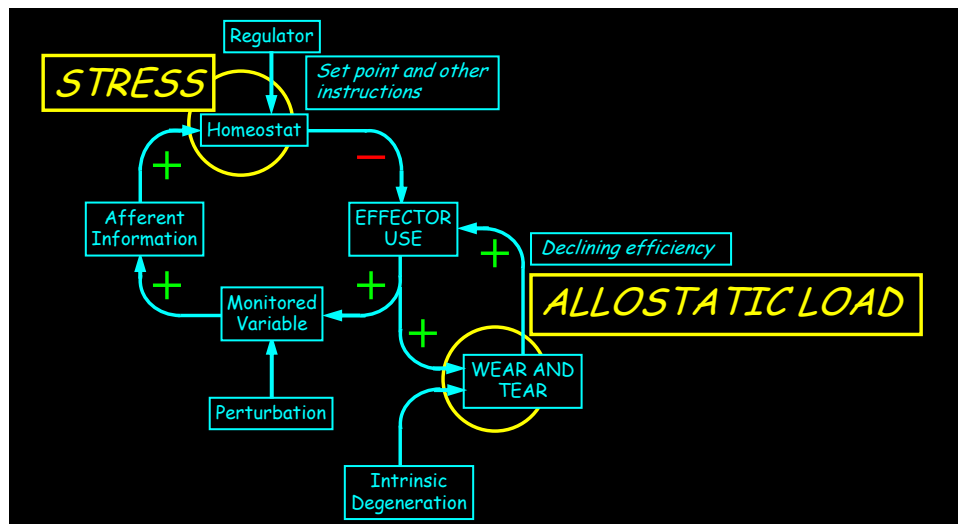 Regulator
STRESS
Set point and other
instructions
Homeostat
+
−
Afferent
Information
EFFECTOR
USE
Declining efficiency
+
+
+
ALLOSTATIC LOAD
Monitored
Variable
+
WEAR AND
TEAR
Perturbation
Intrinsic
Degeneration